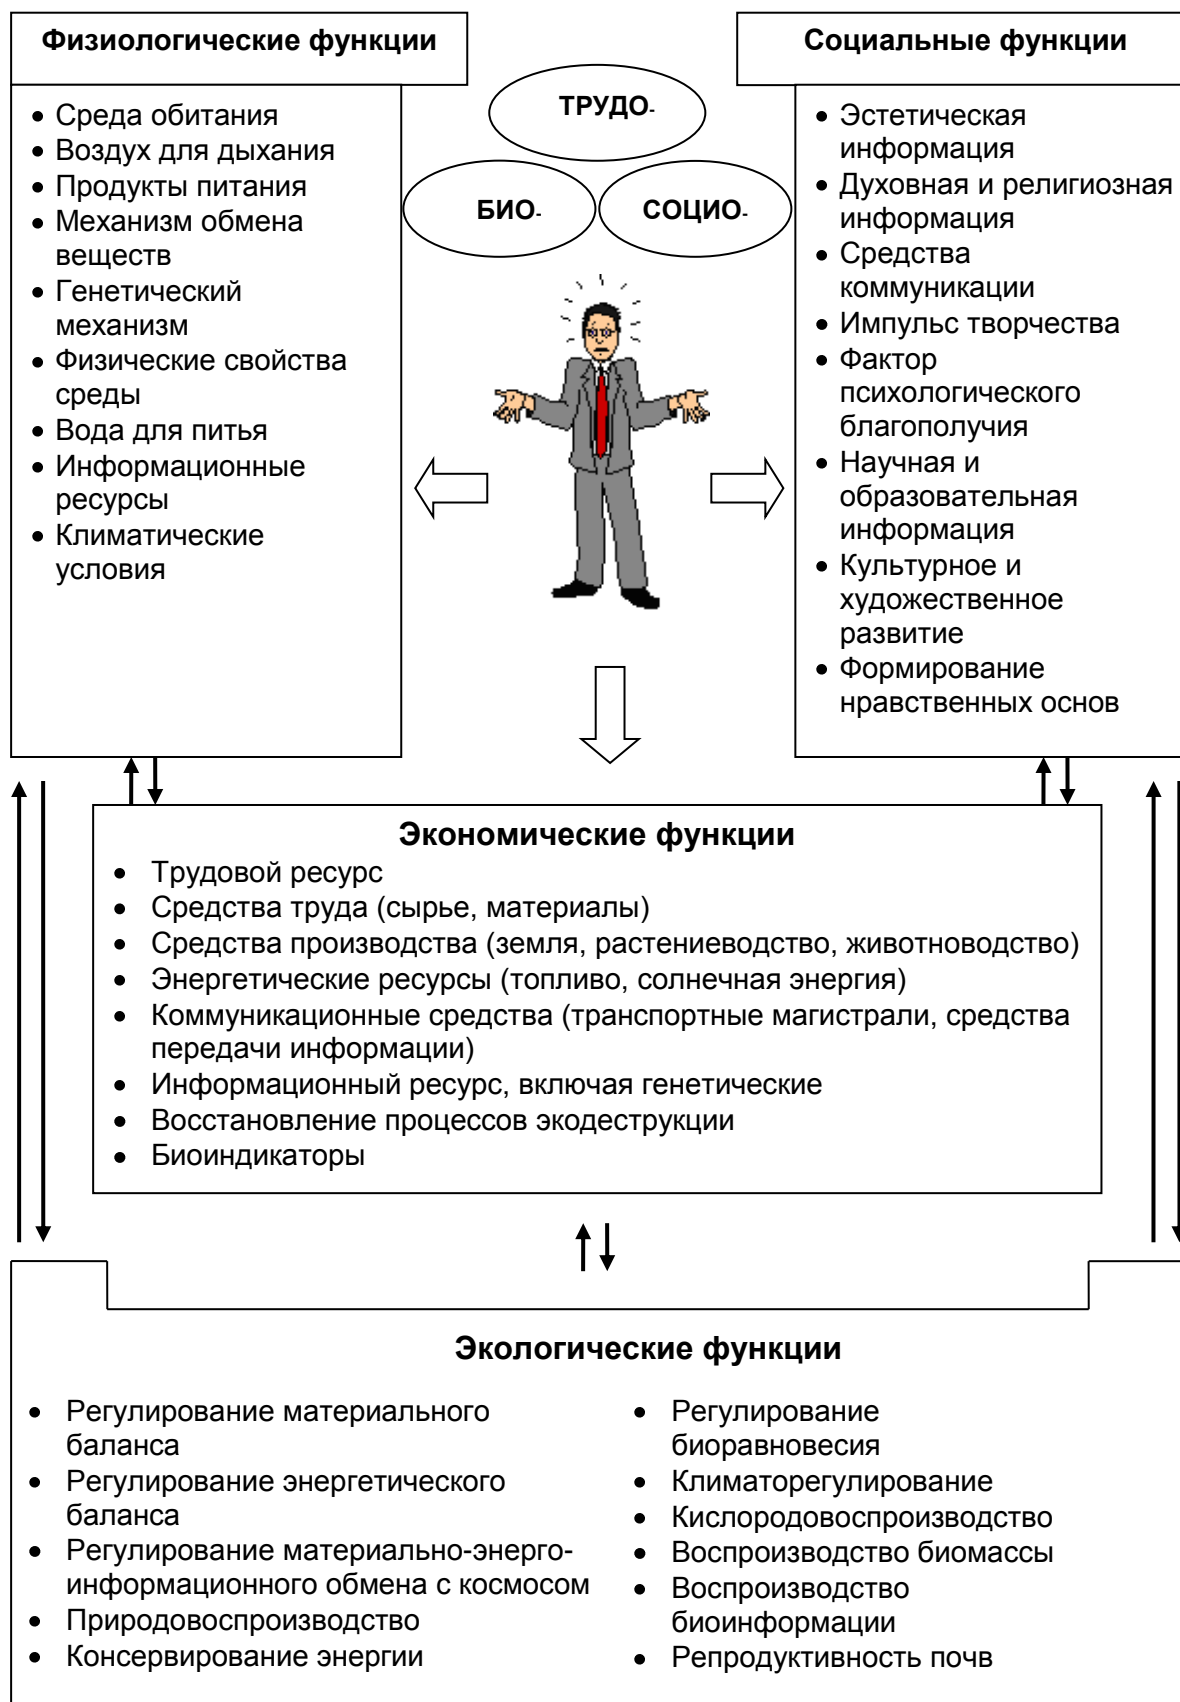 Физиологические функции
• Среда обитания
• Воздух для дыхания
• Продукты питания
• Механизм обмена
веществ
• Генетический
механизм
• Физические свойства
среды
• Вода для питья
• Информационные
ресурсы
• Климатические
условия
ТРУДО-
БИО-
СОЦИО-
Социальные функции
• Эстетическая
информация
• Духовная и религиозная
информация
• Средства
коммуникации
• Импульс творчества
• Фактор
психологического
благополучия
• Научная и
образовательная
информация
• Культурное и
художественное
развитие
• Формирование
нравственных основ
Экономические функции
• Трудовой ресурс
• Средства труда (сырье, материалы)
• Средства производства (земля, растениеводство, животноводство)
• Энергетические ресурсы (топливо, солнечная энергия)
• Коммуникационные средства (транспортные магистрали, средства
передачи информации)
• Информационный ресурс, включая генетические
• Восстановление процессов экодеструкции
• Биоиндикаторы
Экологические функции
• Регулирование материального
баланса
• Регулирование энергетического
баланса
• Регулирование материально-энерго-
информационного обмена с космосом
• Природовоспроизводство
• Консервирование энергии
• Регулирование
биоравновесия
• Климаторегулирование
• Кислородовоспроизводство
• Воспроизводство биомассы
• Воспроизводство
биоинформации
• Репродуктивность почв